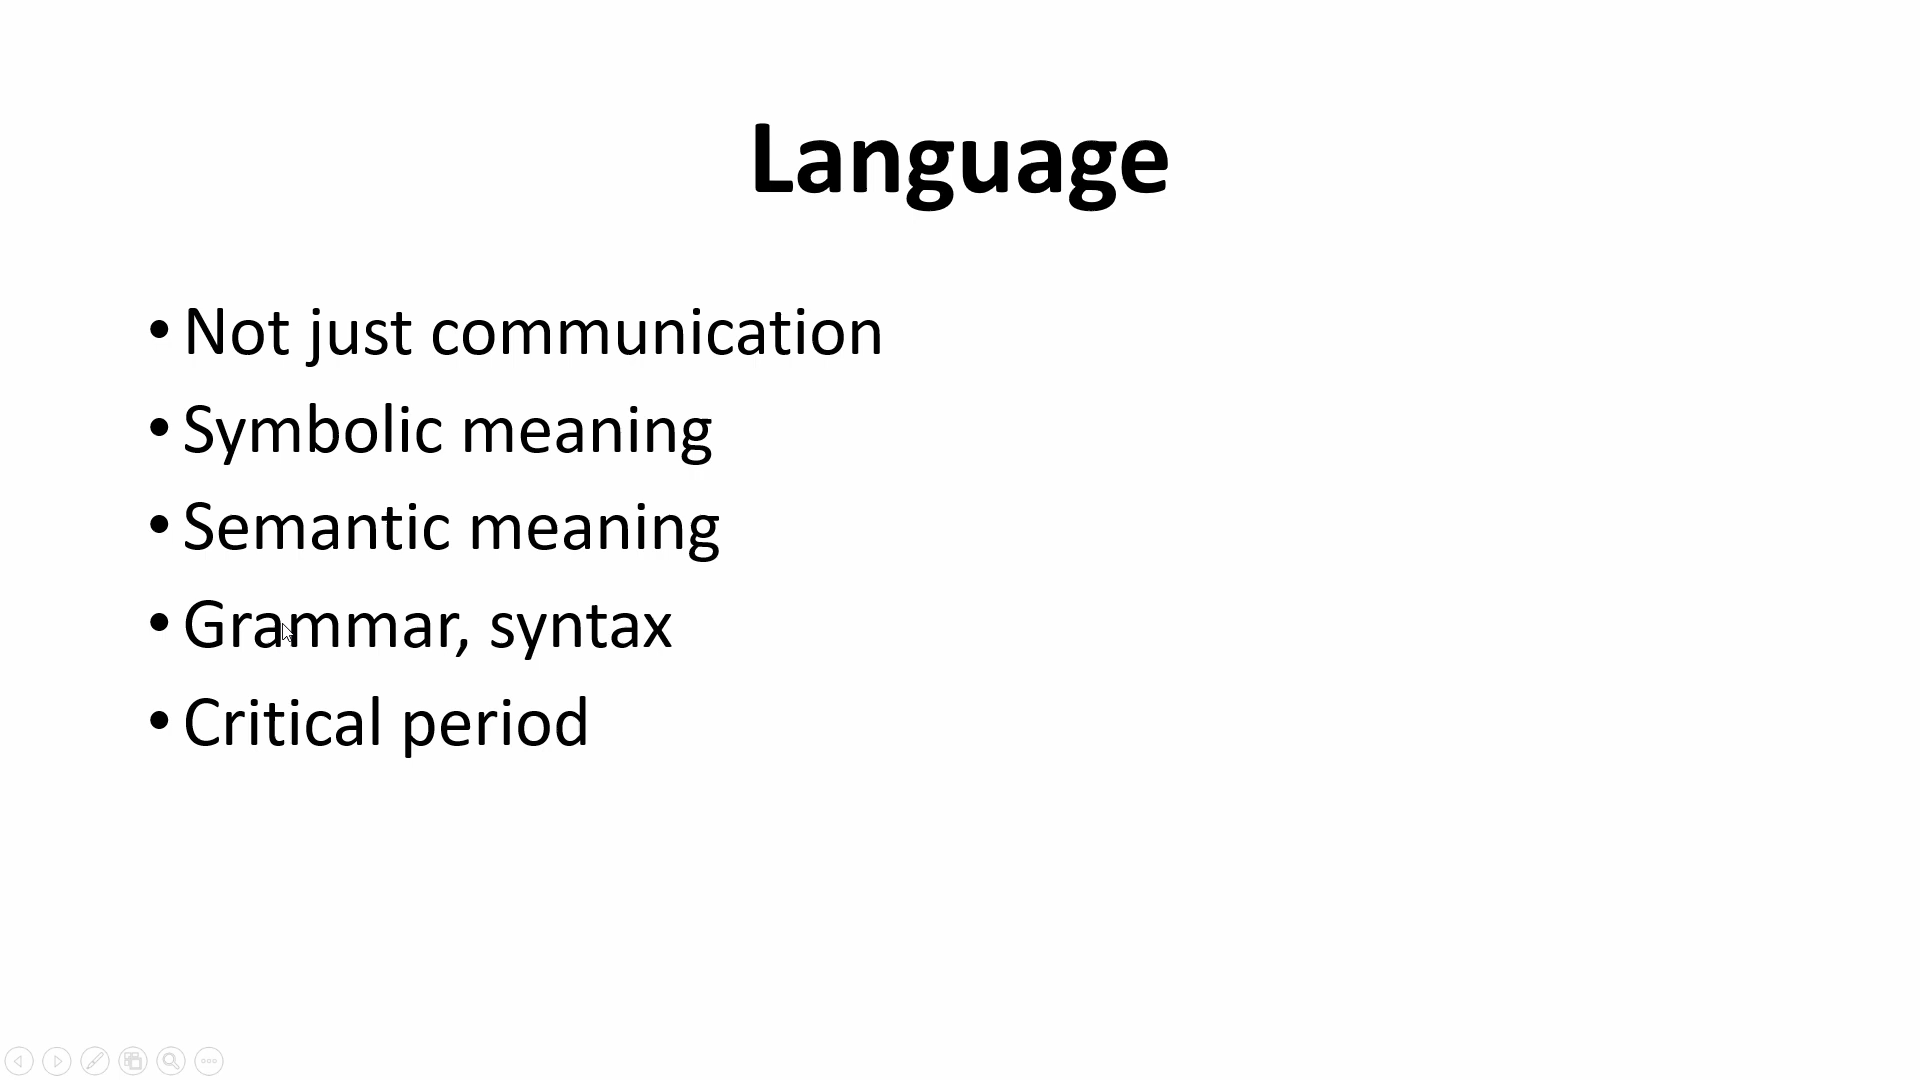 Language
• Not just communication
• Symbolic meaning
• Semantic meaning
• Grammar, syntax
• Critical period